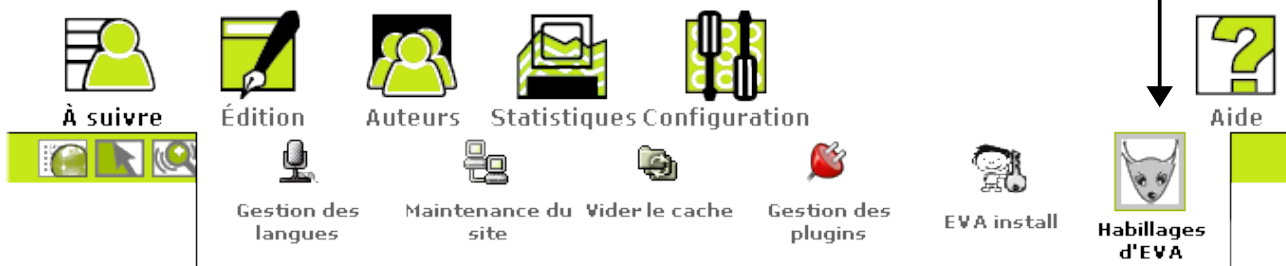 À suivre Édition Auteurs Statistiques Configuration Aide
Gestion des langues
Maintenance du site
Vider le cache
Gestion des plugins
EVA install
Habillages d'EVA